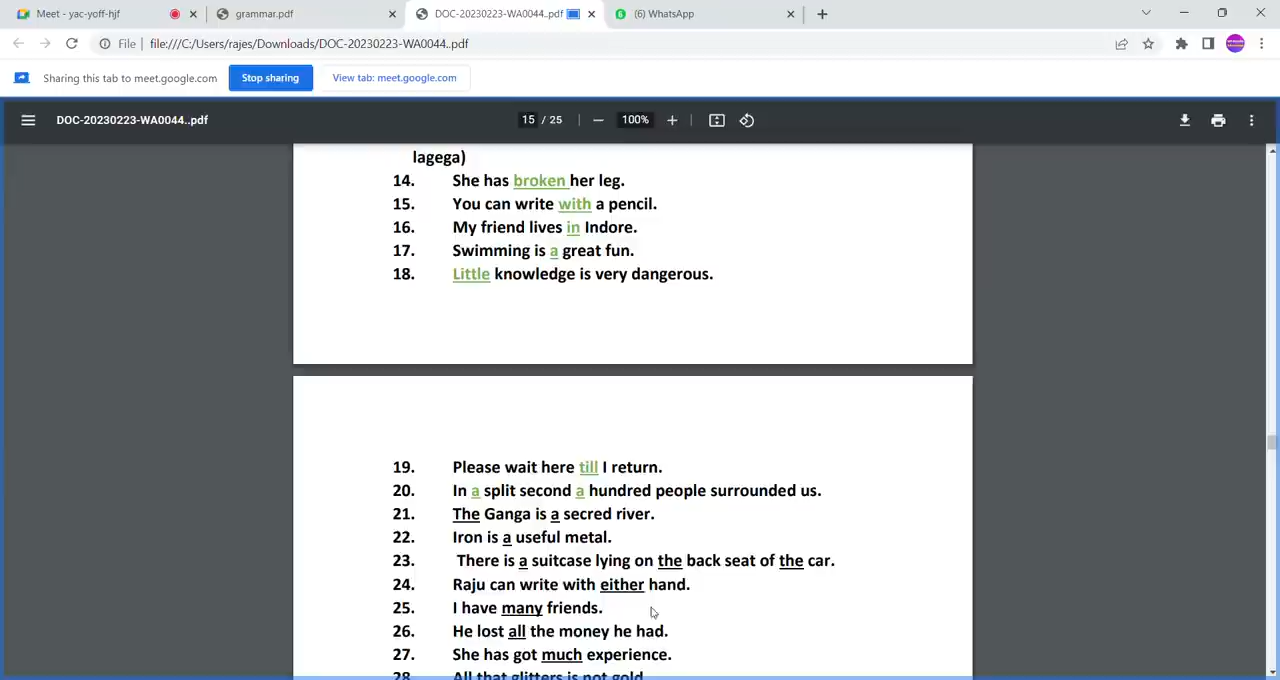 Meet - yac-yoff-hjf
grammar.pdf
DOC-20230223-WA0044..pdf
(6) WhatsApp
File
file:///C:/Users/rajes/Downloads/DOC-20230223-WA0044..pdf
Sharing this tab to meet.google.com
Stop sharing
View tab: meet.google.com
DOC-20230223-WA0044..pdf
15 / 25
100%
lagega)
14. She has broken her leg.
15. You can write with a pencil.
16. My friend lives in Indore.
17. Swimming is a great fun.
18. Little knowledge is very dangerous.
19. Please wait here till I return.
20. In a split second a hundred people surrounded us.
21. The Ganga is a secred river.
22. Iron is a useful metal.
23. There is a suitcase lying on the back seat of the car.
24. Raju can write with either hand.
25. I have many friends.
26. He lost all the money he had.
27. She has got much experience.
28. All that glitters is not gold.